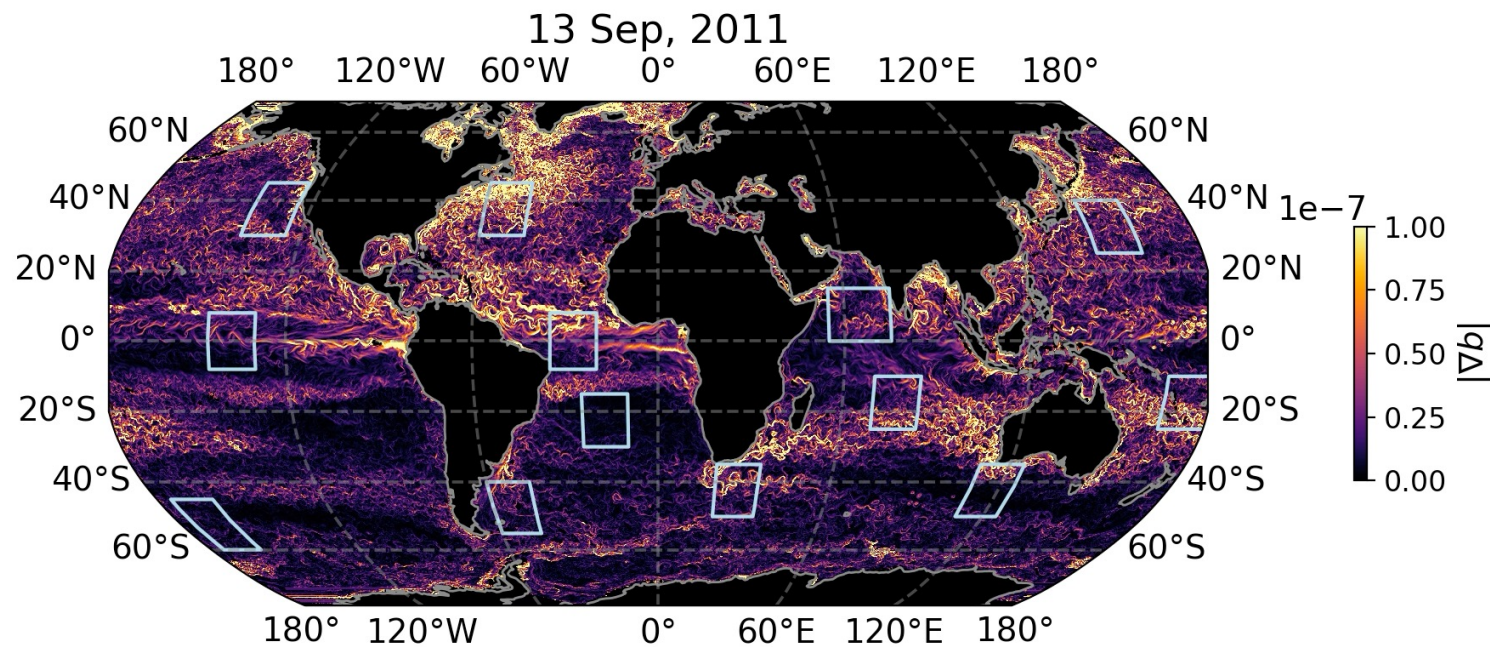 13 Sep, 2011
180° 120°W 60°W 0° 60°E 120°E 180°
60°N 60°N
40°N 40°N
1e−7
20°N 20°N
0° 0°
20°S 20°S
40°S 40°S
60°S 60°S
180° 120°W 0° 60°E 120°E 180°
1.00
0.75
0.50
0.25
0.00
|∇b|